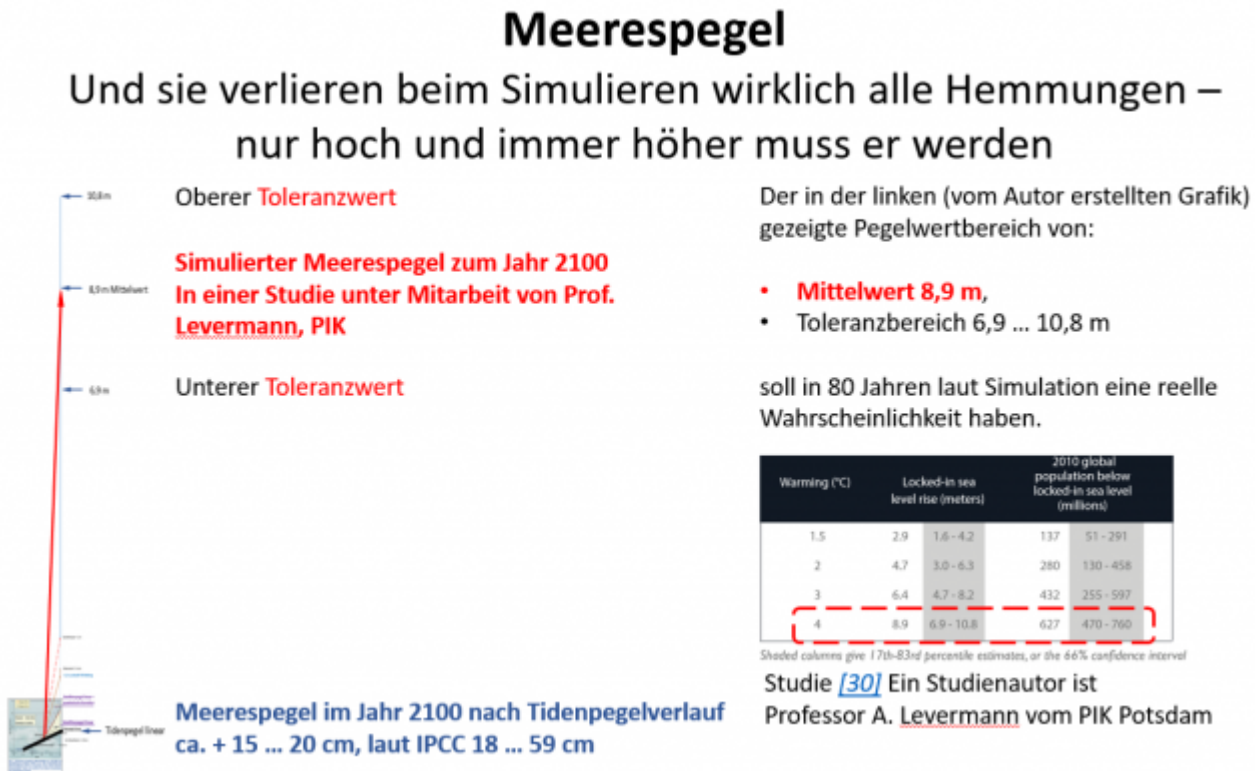 Meerespegel
Und sie verlieren beim Simulieren wirklich alle Hemmungen –
nur hoch und immer höher muss er werden
10,8 m
Oberer Toleranzwert
Simulierter Meerespegel zum Jahr 2100
In einer Studie unter Mitarbeit von Prof.
Levermann, PIK
8,9 m Mittelwert
Unterer Toleranzwert
6,9 m
Tidenpegel linear
Meerespegel im Jahr 2100 nach Tidenpegelverlauf
ca. + 15 ... 20 cm, laut IPCC 18 ... 59 cm
Der in der linken (vom Autor erstellten Grafik)
gezeigte Pegelwertbereich von:
• Mittelwert 8,9 m,
• Toleranzbereich 6,9 ... 10,8 m
soll in 80 Jahren laut Simulation eine reelle
Wahrscheinlichkeit haben.
Warming (°C)
Locked-in sea
level rise (meters)
2010 global
population below
locked-in sea level
(millions)
1.5 2.9 1.6 - 4.2 137 51 - 291
2 4.7 3.0 - 6.3 280 130 - 458
3 6.4 4.7 - 8.2 432 255 - 597
4 8.9 6.9 - 10.8 627 470 - 760
Shaded columns give 17th-83rd percentile estimates, or the 66% confidence interval
Studie [30] Ein Studienautor ist
Professor A. Levermann vom PIK Potsdam